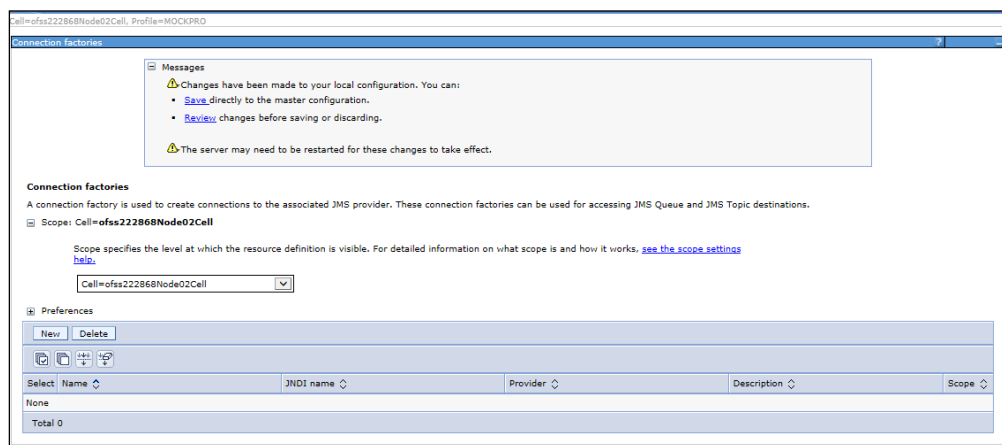 Cell=ofss222868Node02Cell, Profile=MOCKPRO
Connection factories
?
Messages
Changes have been made to your local configuration. You can:
Save directly to the master configuration.
Review changes before saving or discarding.
The server may need to be restarted for these changes to take effect.
Connection factories
A connection factory is used to create connections to the associated JMS provider. These connection factories can be used for accessing JMS Queue and JMS Topic destinations.
Scope: Cell=ofss222868Node02Cell
Scope specifies the level at which the resource definition is visible. For detailed information on what scope is and how it works, see the scope settings
help.
Cell=ofss222868Node02Cell
Preferences
New Delete
Select Name JNDI name Provider Description Scope
None
Total 0